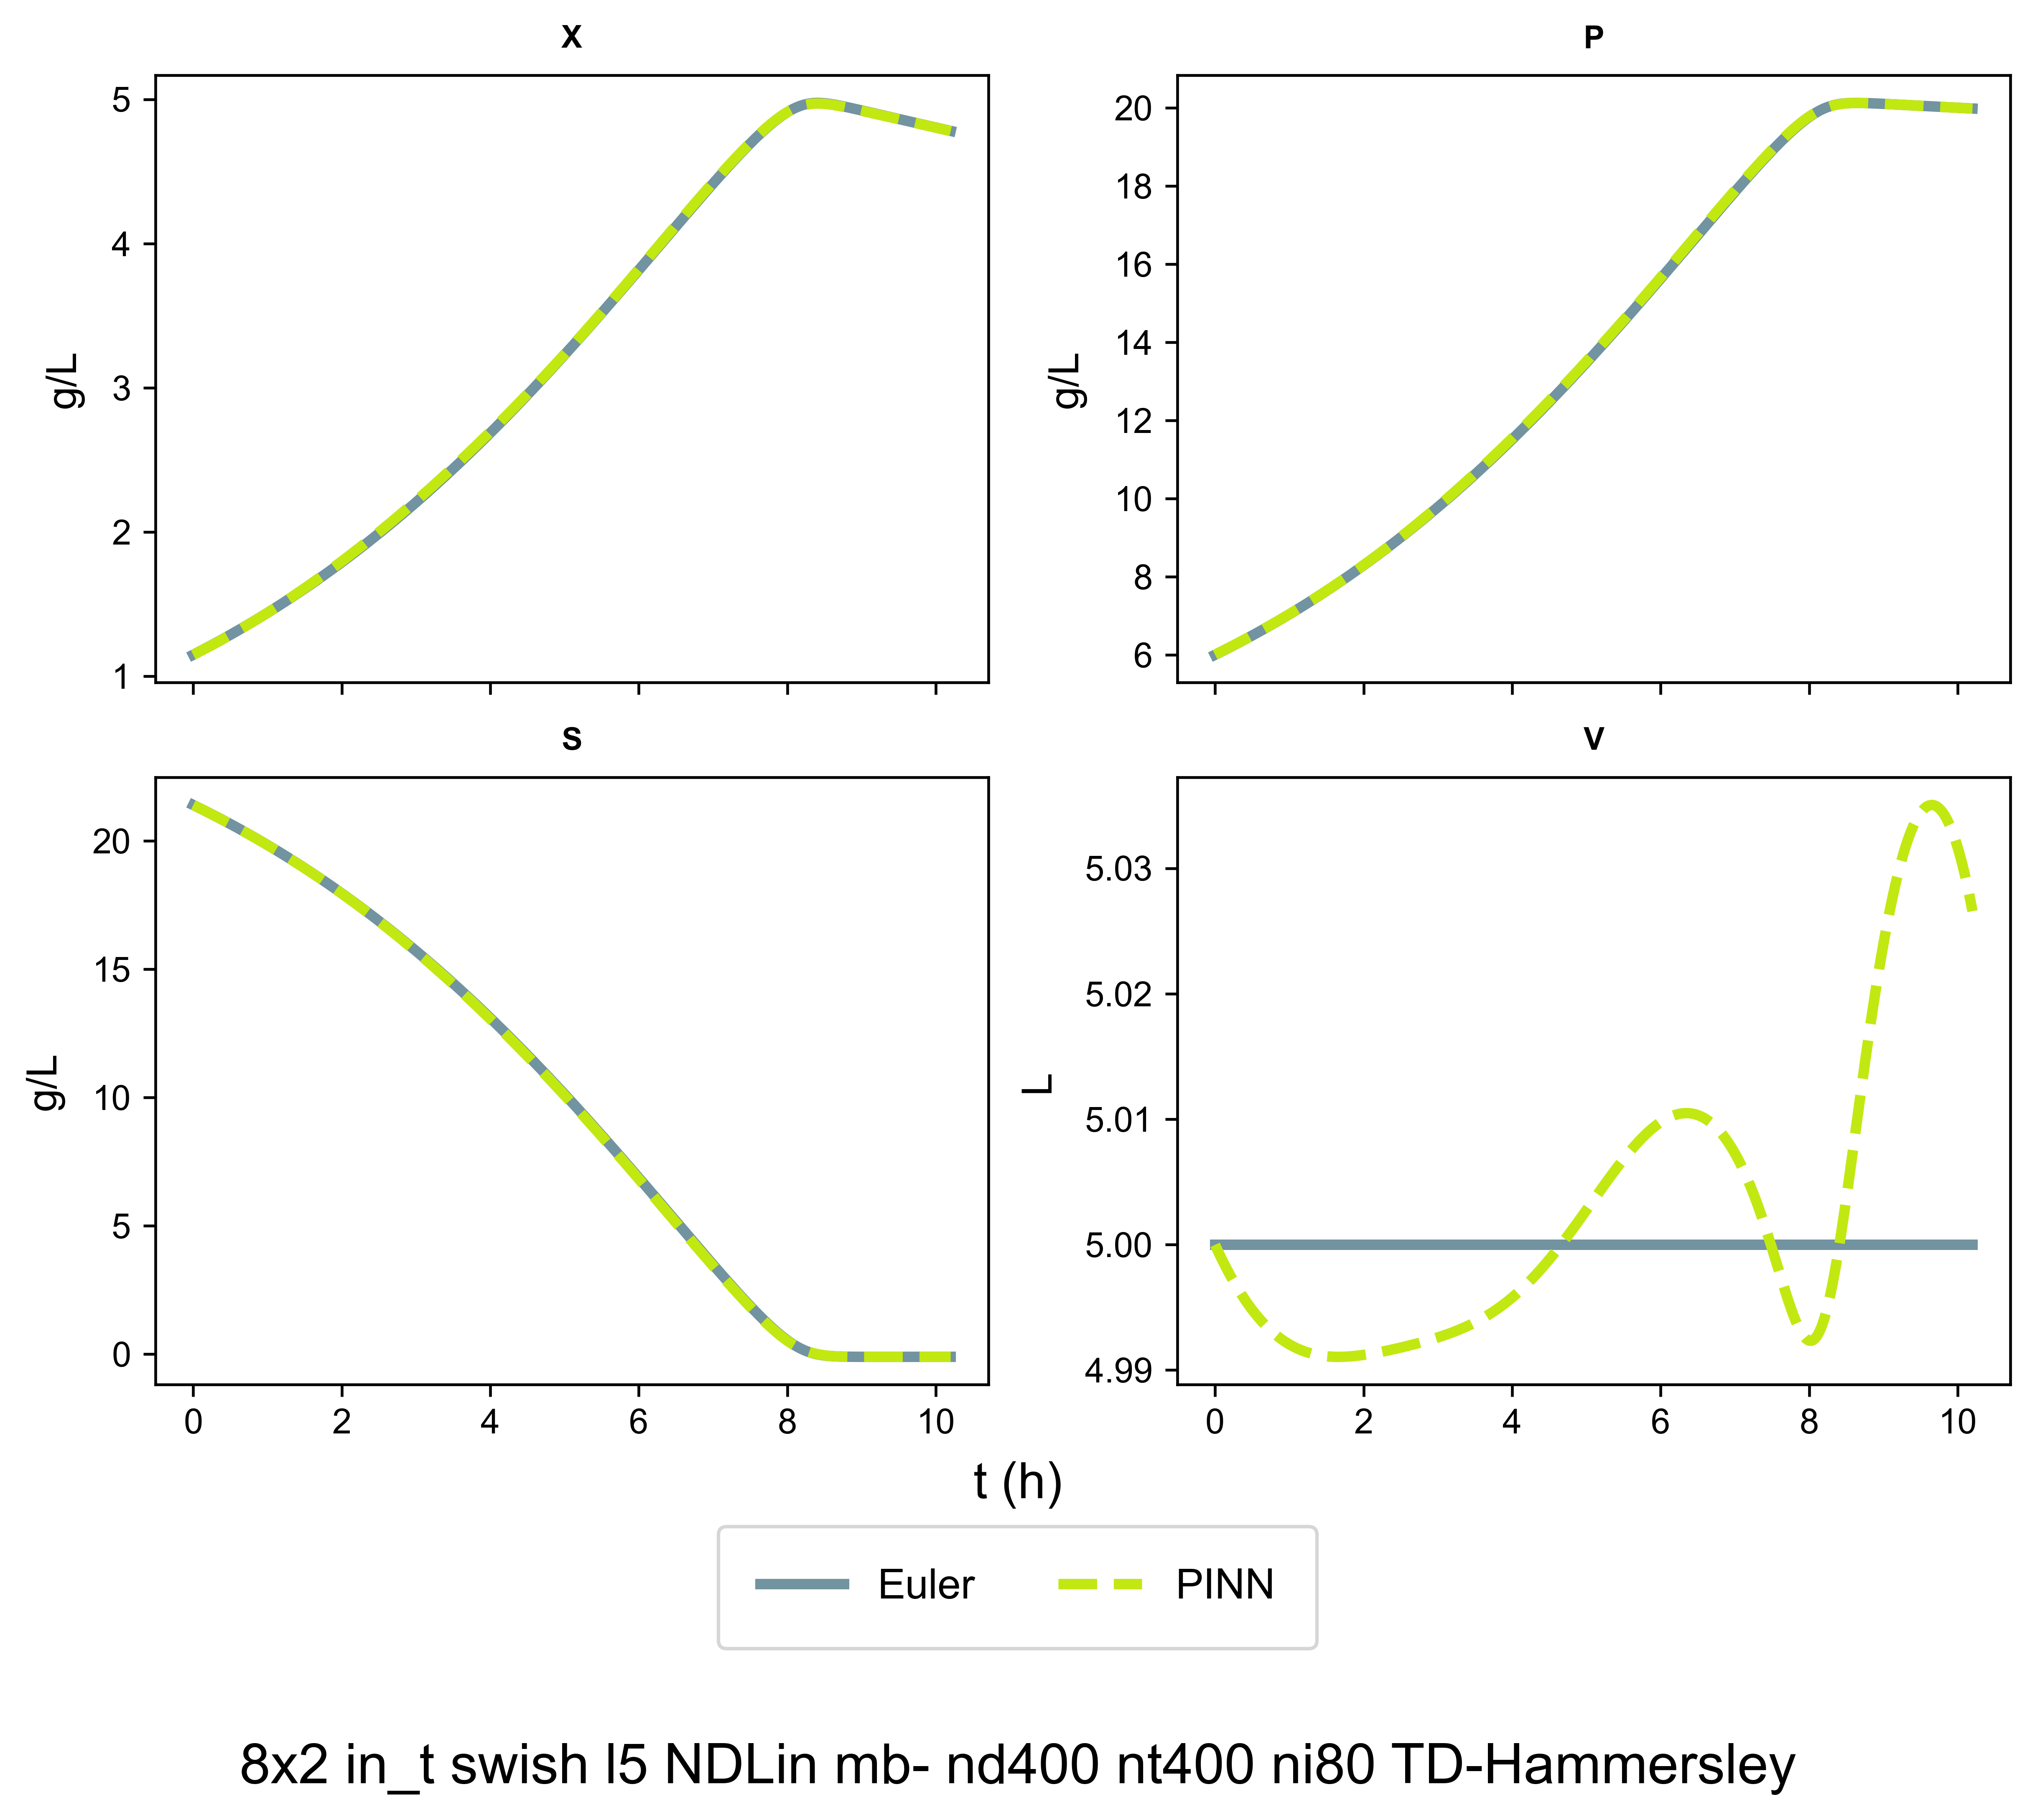 X
5
4
3
2
1
g/L
P
20
18
16
14
12
10
8
6
g/L
S
20
15
10
5
0
g/L
0 2 4 6 8 10
V
5.03
5.02
5.01
5.00
4.99
L
0 2 4 6 8 10
t (h)
Euler PINN
8x2 in_t swish l5 NDLin mb- nd400 nt400 ni80 TD-Hammersley